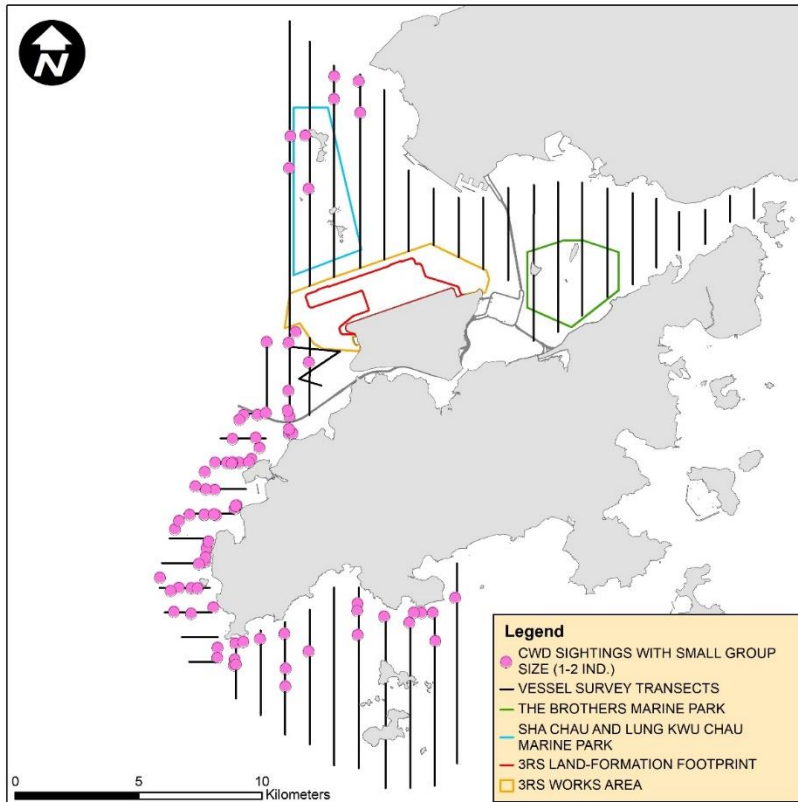 N
Legend
CWD SIGHTINGS WITH SMALL GROUP
SIZE (1-2 IND.)
VESSEL SURVEY TRANSECTS
THE BROTHERS MARINE PARK
SHA CHAU AND LUNG KWU CHAU
MARINE PARK
3RS LAND-FORMATION FOOTPRINT
3RS WORKS AREA
0 5 10
Kilometers